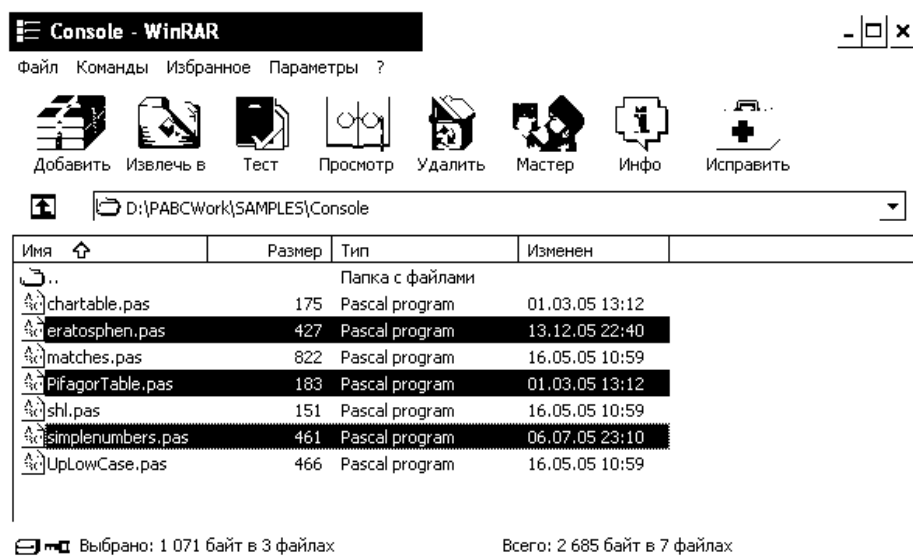 Console - WinRAR
Файл Команды Избранное Параметры ?
Добавить Извлечь в Тест Просмотр Удалить Мастер Инфо Исправить
D:\PABCWork\SAMPLES\Console
Имя Размер Тип Изменен
.. Папка с файлами
chartable.pas 175 Pascal program 01.03.05 13:12
eratosphen.pas 427 Pascal program 13.12.05 22:40
matches.pas 822 Pascal program 16.05.05 10:59
PifagorTable.pas 183 Pascal program 01.03.05 13:12
shl.pas 151 Pascal program 16.05.05 10:59
simplenumbers.pas 461 Pascal program 06.07.05 23:10
UpLowCase.pas 466 Pascal program 16.05.05 10:59
Выбрано: 1 071 байт в 3 файлах Всего: 2 685 байт в 7 файлах